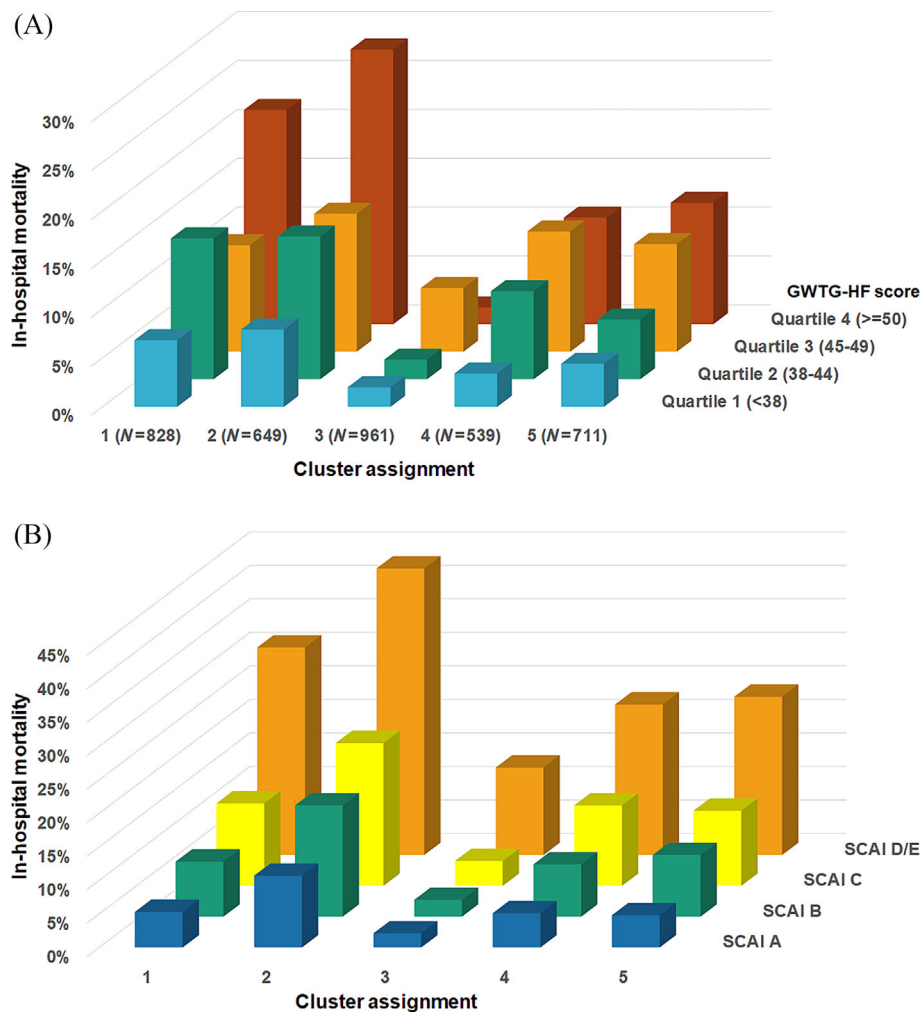 (A)
30%
25%
20%
15%
10%
5%
0%
In-hospital mortality
GWTG-HF score
Quartile 4 (>=50)
Quartile 3 (45-49)
Quartile 2 (38-44)
Quartile 1 (<38)
1 (N=828) 2 (N=649) 3 (N=961) 4 (N=539) 5 (N=711)
Cluster assignment
(B)
45%
40%
35%
30%
25%
20%
15%
10%
5%
0%
In-hospital mortality
SCAI D/E
SCAI C
SCAI B
SCAI A
1 2 3 4 5
Cluster assignment